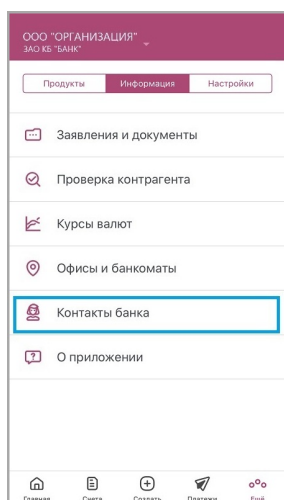 ООО "ОРГАНИЗАЦИЯ"
ЗАО КБ "БАНК"
Продукты Информация Настройки
Заявления и документы
Проверка контрагента
Курсы валют
Офисы и банкоматы
Контакты банка
О приложении
Главная Счета Создать Платежи Ещё